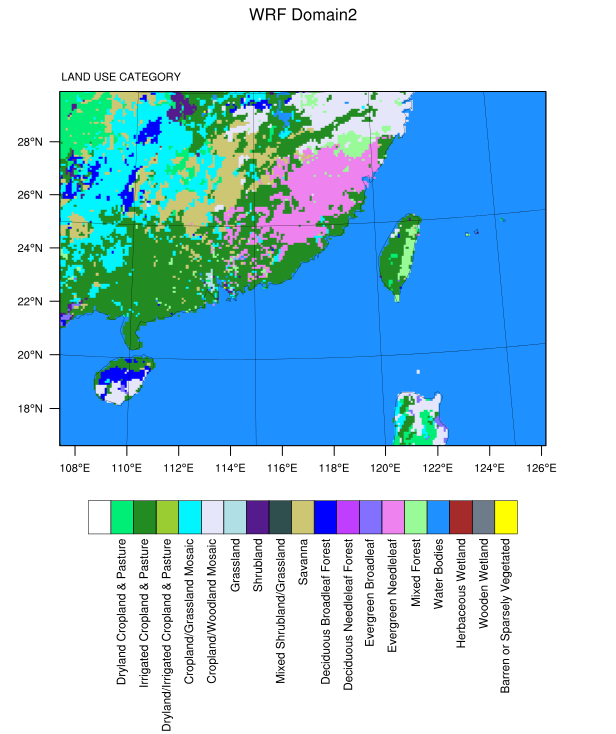 WRF Domain2
LAND USE CATEGORY
28°N
26°N
24°N
22°N
20°N
18°N
108°E 110°E 112°E 114°E 116°E 118°E 120°E 122°E 124°E 126°E
Dryland Cropland & Pasture
Irrigated Cropland & Pasture
Dryland/Irrigated Cropland & Pasture
Cropland/Grassland Mosaic
Cropland/Woodland Mosaic
Grassland
Shrubland
Mixed Shrubland/Grassland
Savanna
Deciduous Broadleaf Forest
Deciduous Needleleaf Forest
Evergreen Broadleaf
Evergreen Needleleaf
Mixed Forest
Water Bodies
Herbaceous Wetland
Wooden Wetland
Barren or Sparsely Vegetated